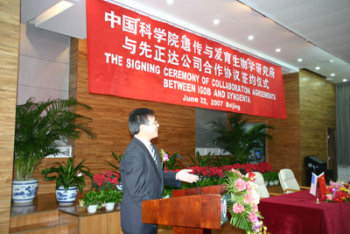 中国科学院遗传与发育生物学研究所
与先正达公司合作协议签约仪式
THE SIGNING CEREMONY OF COLLABORATION AGREEMENTS
BETWEEN IGDB AND SYNGENTA
June 22, 2007 Beijing